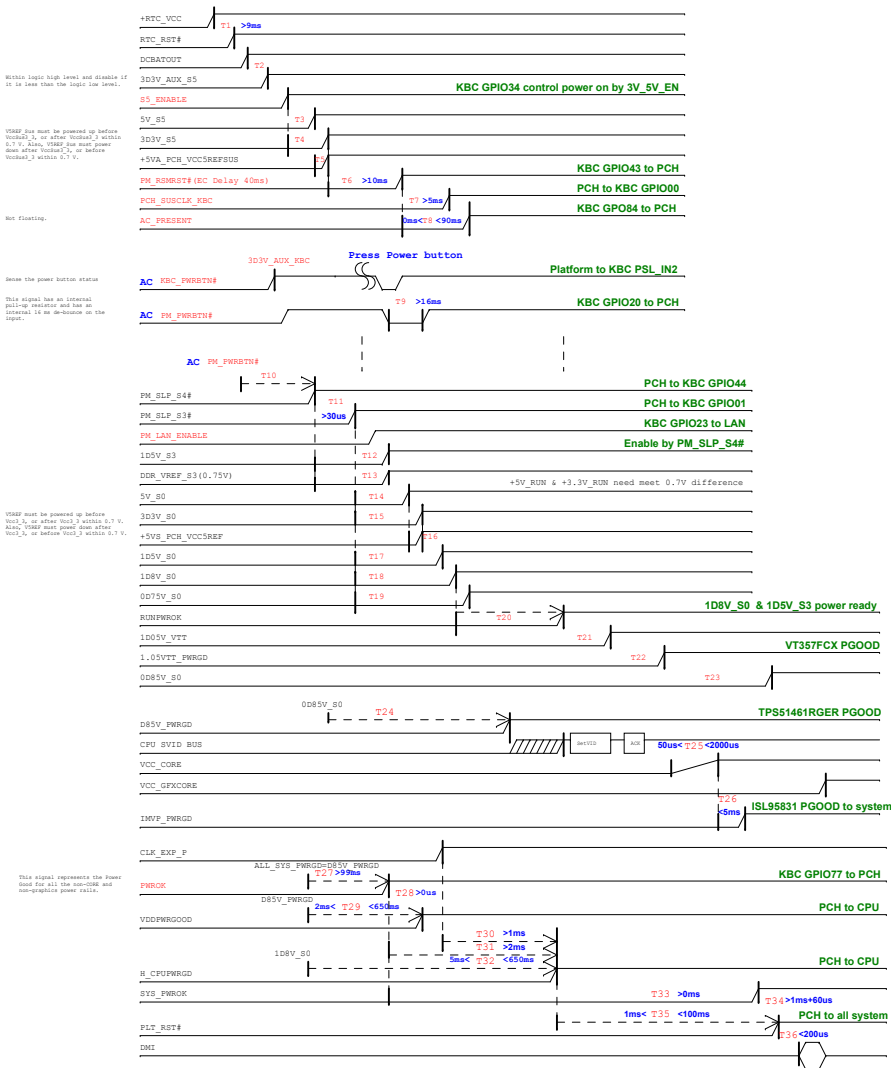 +RTC_VCC
T1 >9ms
RTC_RST#
DCBATOUT
T2
Within logic high level and disable if
it is less than the logic low level.
3D3V_AUX_S5
KBC GPIO34 control power on by 3V_5V_EN
S5_ENABLE
5V_S5 T3
V5REF_Sus must be powered up before
VccSus3_3, or after VccSus3_3 within
0.7 V. Also, V5REF_Sus must power
down after VccSus3_3, or before
VccSus3_3 within 0.7 V.
3D3V_S5 T4
+5VA_PCH_VCC5REFSUS T5
KBC GPIO43 to PCH
PM_RSMRST#(EC Delay 40ms) T6 >10ms
PCH to KBC GPIO00
PCH_SUSCLK_KBC T7 >5ms
KBC GPO84 to PCH
Not floating.
AC_PRESENT 0ms< T8 <90ms
Press Power button
3D3V_AUX_KBC
Platform to KBC PSL_IN2
Sense the power button status
AC KBC_PWRBTN#
This signal has an internal
pull-up resistor and has an
internal 16 ms de-bounce on the
input.
T9 >16ms
KBC GPIO20 to PCH
AC PM_PWRBTN#
AC PM_PWRBTN#
T10
PCH to KBC GPIO44
PM_SLP_S4#
T11
PCH to KBC GPIO01
PM_SLP_S3# >30us
KBC GPIO23 to LAN
PM_LAN_ENABLE
Enable by PM_SLP_S4#
1D5V_S3 T12
DDR_VREF_S3(0.75V) T13
+5V_RUN & +3.3V_RUN need meet 0.7V difference
5V_S0 T14
V5REF must be powered up before
Vcc3_3, or after Vcc3_3 within 0.7 V.
Also, V5REF must power down after
Vcc3_3, or before Vcc3_3 within 0.7 V.
3D3V_S0 T15
+5VS_PCH_VCC5REF T16
1D5V_S0 T17
1D8V_S0 T18
0D75V_S0 T19
1D8V_S0 & 1D5V_S3 power ready
RUNPWROK T20
1D05V_VTT T21
VT357FCX PGOOD
1.05VTT_PWRGD T22
0D85V_S0 T23
0D85V_S0 T24
TPS51461RGER PGOOD
D85V_PWRGD
CPU SVID BUS SetVID ACK 50us< T25 <2000us
VCC_CORE
VCC_GFXCORE
T26
ISL95831 PGOOD to system
<5ms
IMVP_PWRGD
CLK_EXP_P
ALL_SYS_PWRGD=D85V_PWRGD
This signal represents the Power
Good for all the non-CORE and
non-graphics power rails.
T27 >99ms
KBC GPIO77 to PCH
PWROK T28 >0us
D85V_PWRGD
2ms< T29 <650ms
PCH to CPU
VDDPWRGOOD
T30 >1ms
T31 >2ms
1D8V_S0
5ms< T32 <650ms
PCH to CPU
H_CPUPWRGD
SYS_PWROK T33 >0ms
T34 >1ms+60us
1ms< T35 <100ms
PCH to all system
PLT_RST#
T36 <200us
DMI